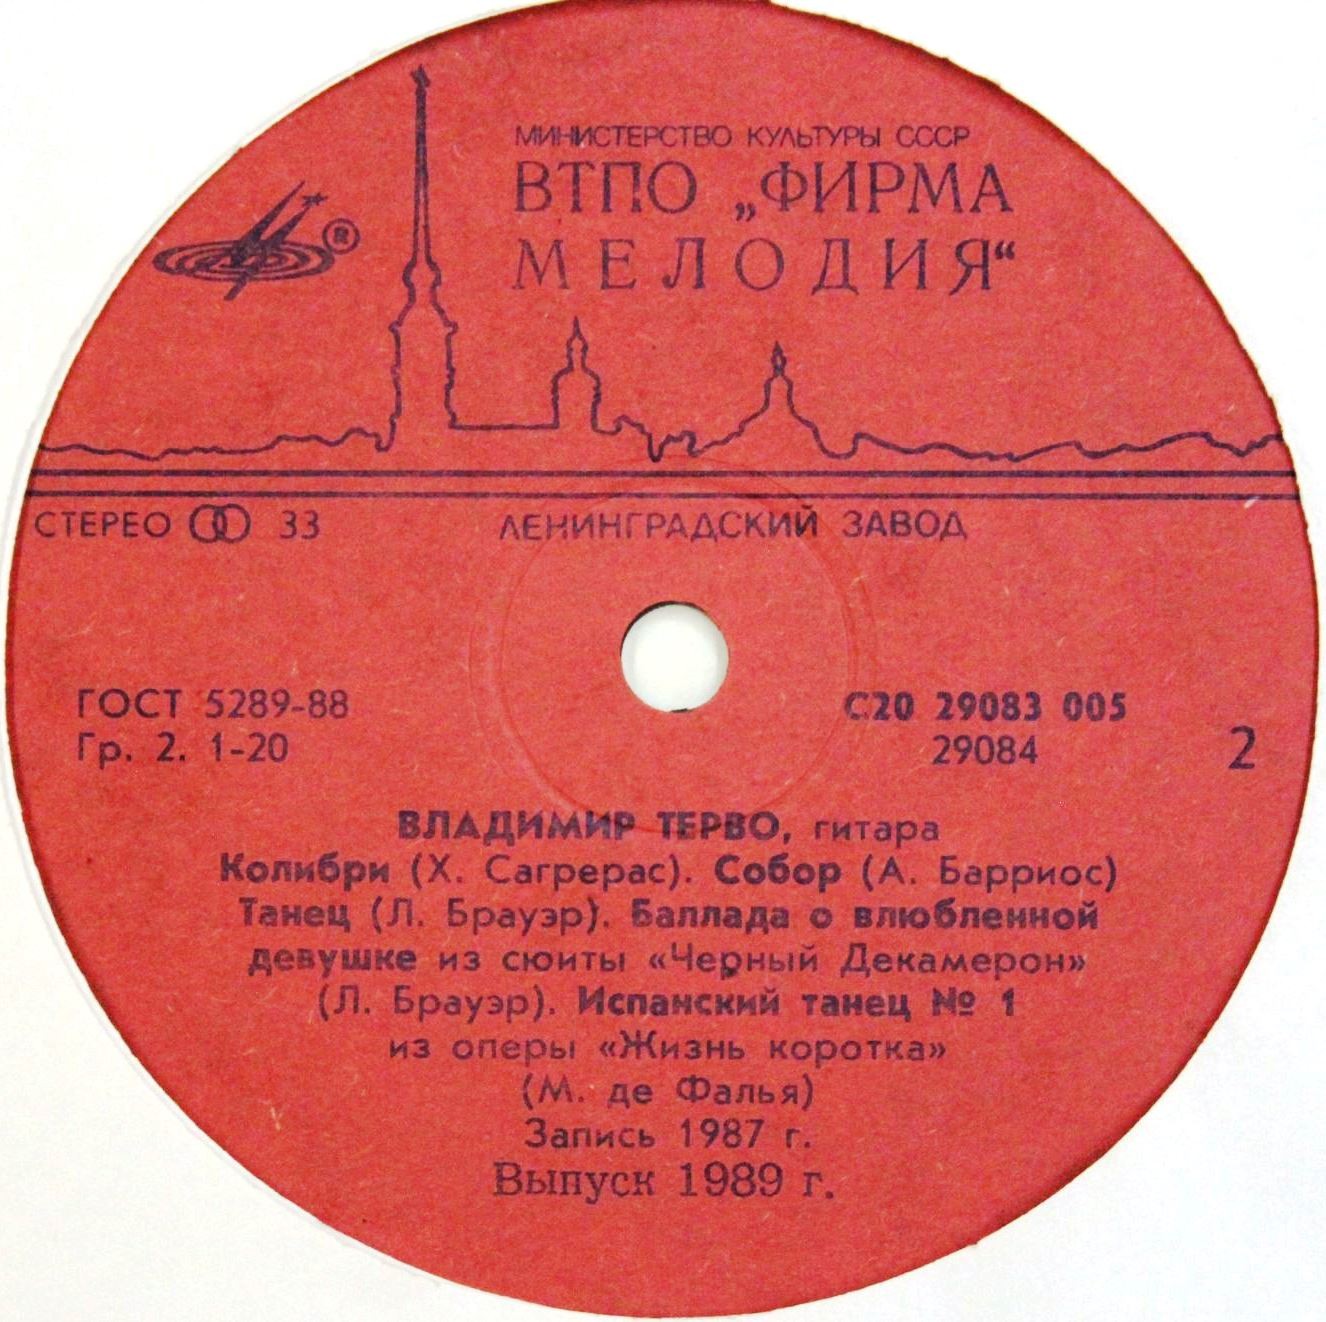 МИНИСТЕРСТВО КУЛЬТУРЫ СССР
ВТПО „ФИРМА
МЕЛОДИЯ“
®
СТЕРЕО 33
ЛЕНИНГРАДСКИЙ ЗАВОД
ГОСТ 5289-88
Гр. 2. 1-20
С20 29083 005
29084
2
ВЛАДИМИР ТЕРВО, гитара
Колибри (Х. Сагрерас). Собор (А. Барриос)
Танец (Л. Брауэр). Баллада о влюбленной
девушке из сюиты «Черный Декамерон»
(Л. Брауэр). Испанский танец № 1
из оперы «Жизнь коротка»
(М. де Фалья)
Запись 1987 г.
Выпуск 1989 г.